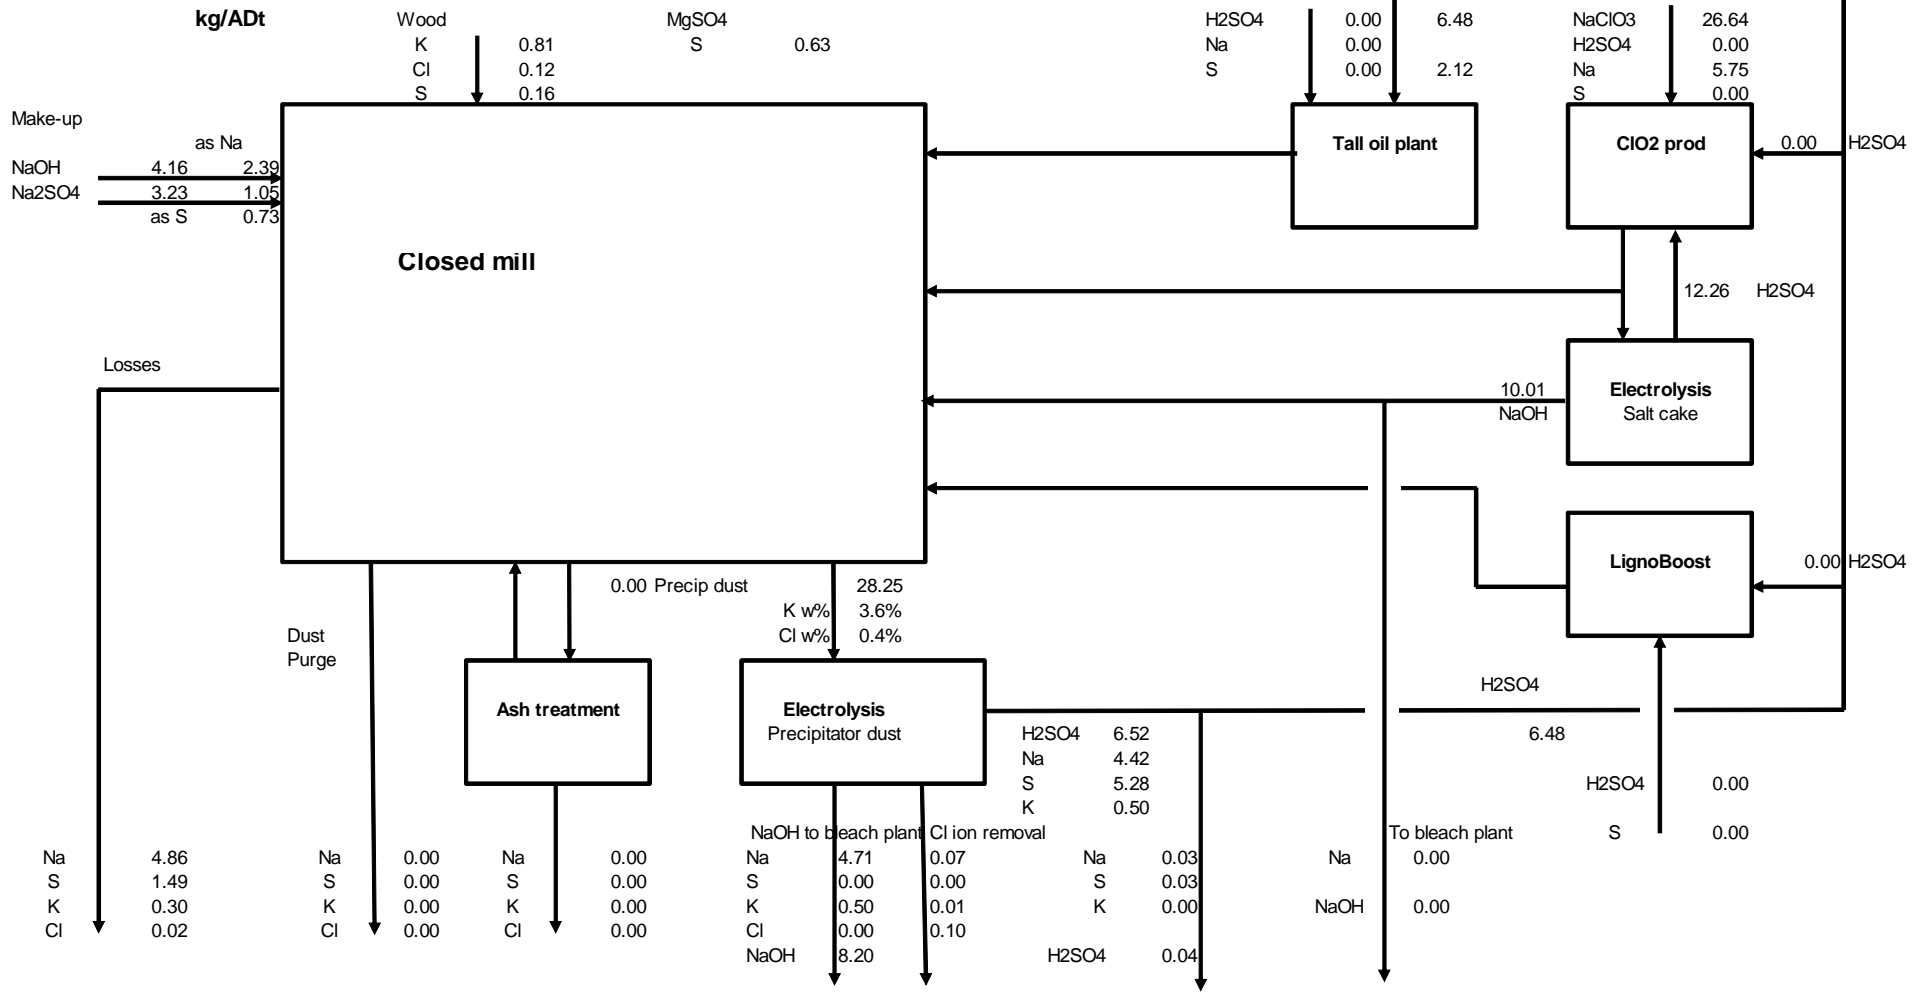 kg/ADt Wood MgSO4 H2SO4 0.00 6.48 NaClO3 26.64
K 0.81 S 0.63 Na 0.00 H2SO4 0.00
Cl 0.12 S 0.00 2.12 Na 5.75
S 0.16 S 0.00
Make-up
as Na Tall oil plant ClO2 prod 0.00 H2SO4
NaOH 4.16 2.39
Na2SO4 3.23 1.05
as S 0.73
Closed mill
12.26 H2SO4
Losses
10.01 Electrolysis
NaOH Salt cake
LignoBoost 0.00 H2SO4
0.00 Precip dust 28.25
K w% 3.6%
Dust Cl w% 0.4%
Purge
H2SO4
Ash treatment Electrolysis
Precipitator dust H2SO4 6.52 6.48
Na 4.42
S 5.28 H2SO4 0.00
K 0.50
NaOH to bleach plant Cl ion removal To bleach plant S 0.00
Na 4.86 Na 0.00 Na 0.00 Na 4.71 0.07 Na 0.03 Na 0.00
S 1.49 S 0.00 S 0.00 S 0.00 0.00 S 0.03
K 0.30 K 0.00 K 0.00 K 0.50 0.01 K 0.00 NaOH 0.00
Cl 0.02 Cl 0.00 Cl 0.00 Cl 0.00 0.10
NaOH 8.20 H2SO4 0.04